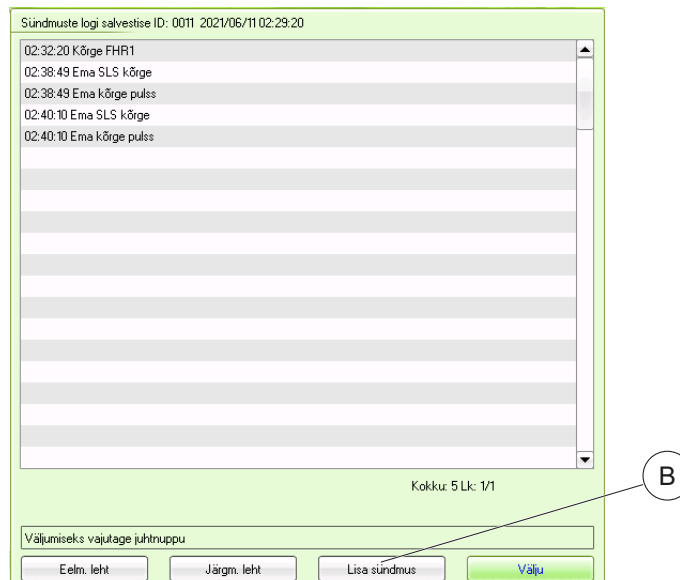 Sündmuste logi salvestise ID: 0011 2021/06/11 02:29:20
02:32:20 Kõrge FHR1
02:38:49 Ema SLS kõrge
02:38:49 Ema kõrge pulss
02:40:10 Ema SLS kõrge
02:40:10 Ema kõrge pulss
Kokku: 5 Lk: 1/1
B
Väljumiseks vajutage juhtnuppu
Eelm. leht Järgm. leht Lisa sündmus Välju